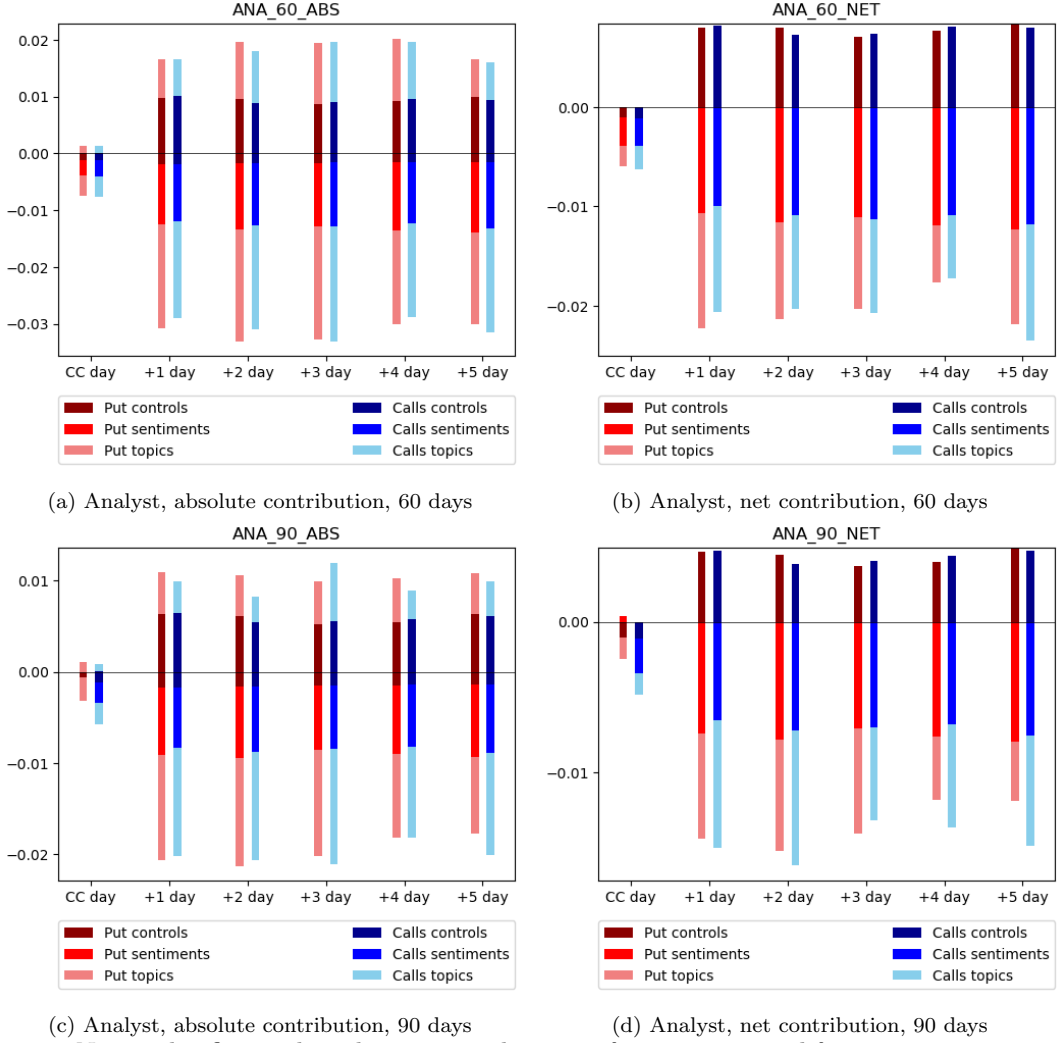 ANA_60_ABS
0.02
0.01
0.00
−0.01
−0.02
−0.03
CC day +1 day +2 day +3 day +4 day +5 day
Put controls Calls controls
Put sentiments Calls sentiments
Put topics Calls topics
(a) Analyst, absolute contribution, 60 days
ANA_60_NET
0.00
−0.01
−0.02
CC day +1 day +2 day +3 day +4 day +5 day
Put controls Calls controls
Put sentiments Calls sentiments
Put topics Calls topics
(b) Analyst, net contribution, 60 days
ANA_90_ABS
0.01
0.00
−0.01
−0.02
CC day +1 day +2 day +3 day +4 day +5 day
Put controls Calls controls
Put sentiments Calls sentiments
Put topics Calls topics
(c) Analyst, absolute contribution, 90 days
ANA_90_NET
0.00
−0.01
CC day +1 day +2 day +3 day +4 day +5 day
Put controls Calls controls
Put sentiments Calls sentiments
Put topics Calls topics
(d) Analyst, net contribution, 90 days